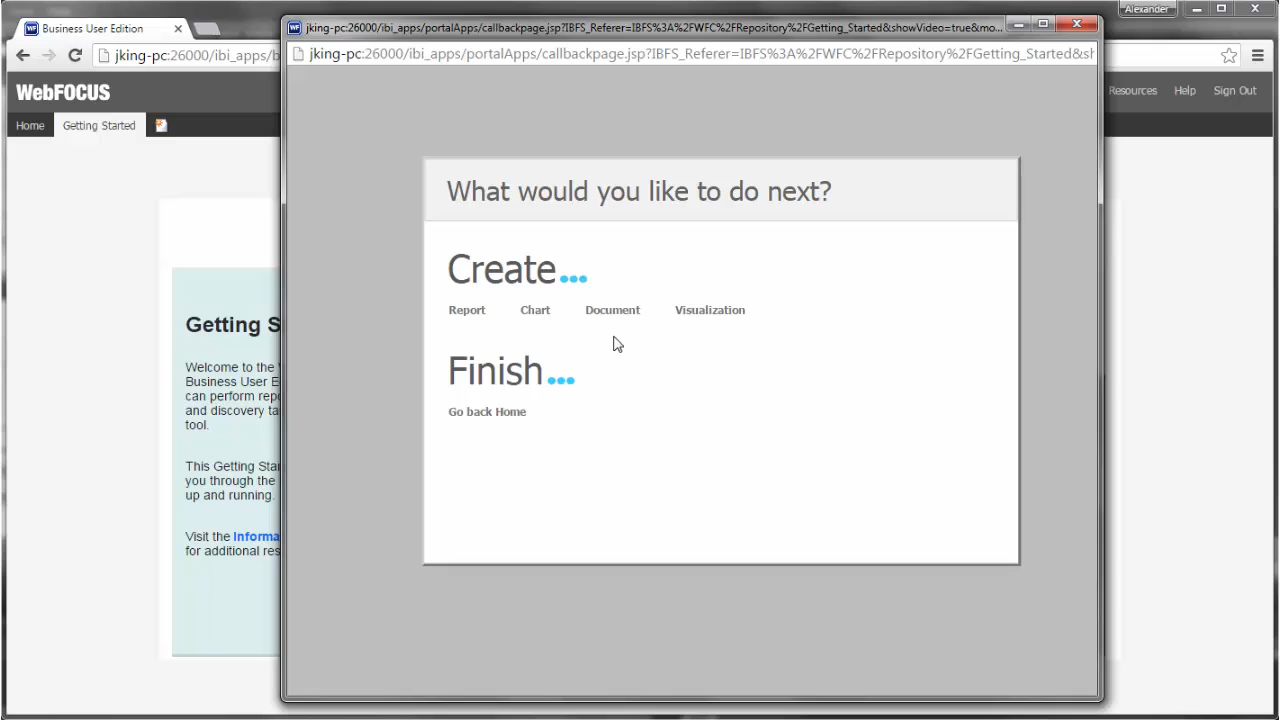 Business User Edition
jking-pc:26000/ibi_apps/portalApps/callbackpage.jsp?IBFS_Referer=IBFS%3A%2FWFC%2FRepository%2FGetting_Started&showVideo=true&mo...
Alexander
jking-pc:26000/ibi_apps/b
jking-pc:26000/ibi_apps/portalApps/callbackpage.jsp?IBFS_Referer=IBFS%3A%2FWFC%2FRepository%2FGetting_Started&sh
WebFOCUS
Resources Help Sign Out
Home Getting Started
What would you like to do next?
Create...
Report Chart Document Visualization
Finish...
Go back Home
Getting S
Welcome to the
Business User E
can perform repo
and discovery ta
tool.
This Getting Star
you through the
up and running.
Visit the Informa
for additional res